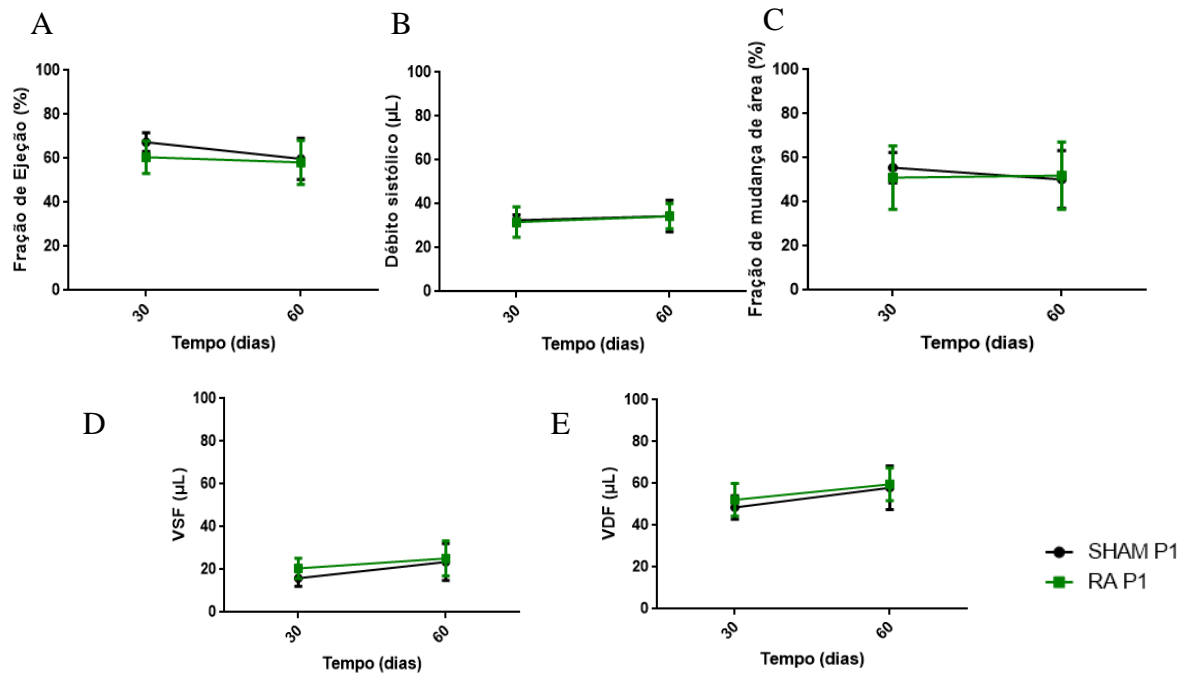 A
Fração de Ejeção (%)
100
80
60
40
20
0
30
60
Tempo (dias)
B
Débito sistólico (µL)
100
80
60
40
20
0
30
60
Tempo (dias)
C
Fração de mudança de área (%)
100
80
60
40
20
0
30
60
Tempo (dias)
D
VSF (µL)
100
80
60
40
20
0
30
60
Tempo (dias)
E
VDF (µL)
100
80
60
40
20
0
30
60
Tempo (dias)
SHAM P1
RA P1